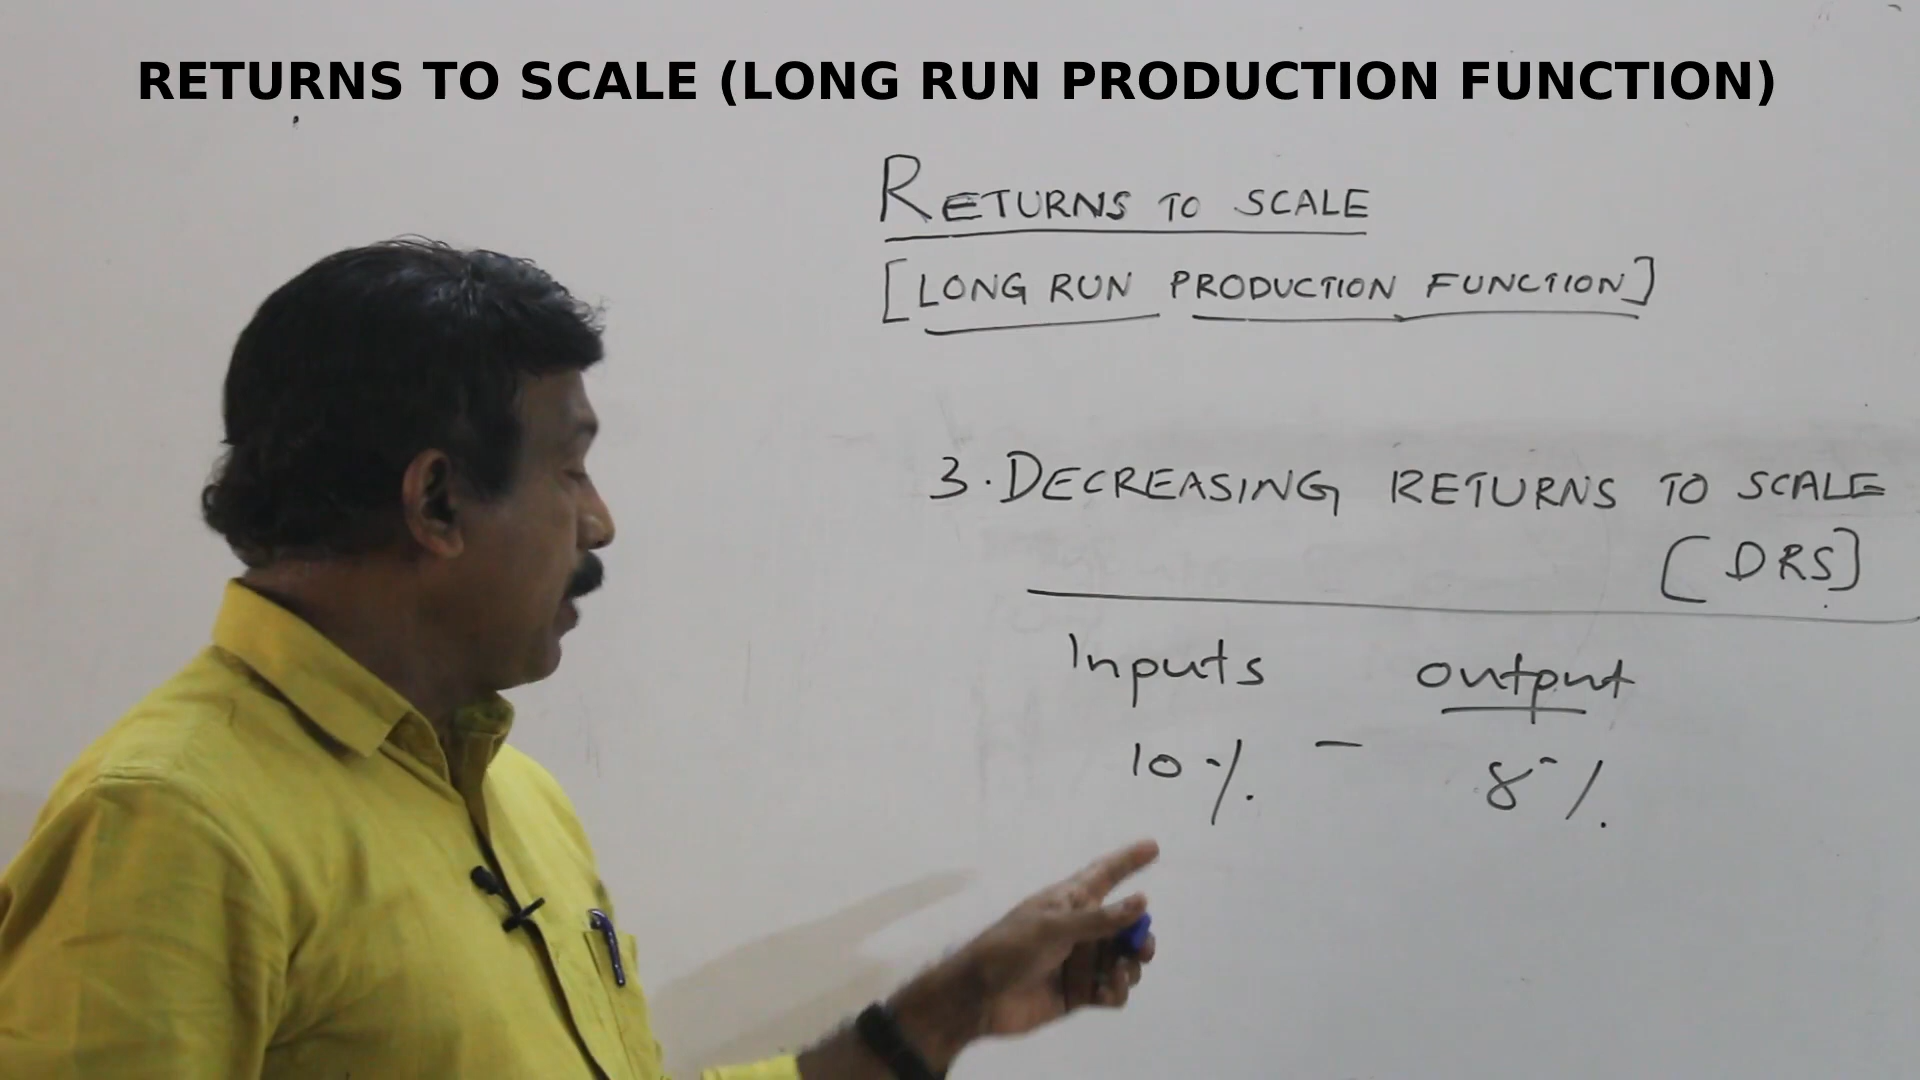 RETURNS TO SCALE (LONG RUN PRODUCTION FUNCTION)
RETURNS TO SCALE
[LONG RUN PRODUCTION FUNCTION]
3. DECREASING RETURNS TO SCALE
[DRS]
Inputs - output
10% - 8%